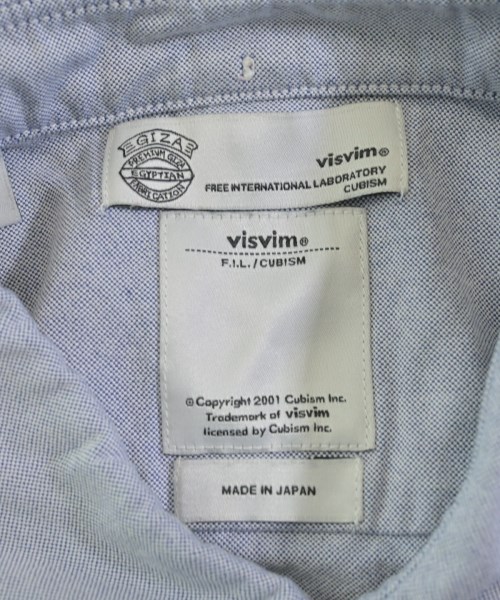 GIZA
PREMIUM GIZA
EGYPTIAN
FABRICATION
visvim®
FREE INTERNATIONAL LABORATORY
CUBISM
visvim®
F.I.L./CUBISM
©Copyright 2001 Cubism Inc.
Trademark of visvim
licensed by Cubism Inc.
MADE IN JAPAN